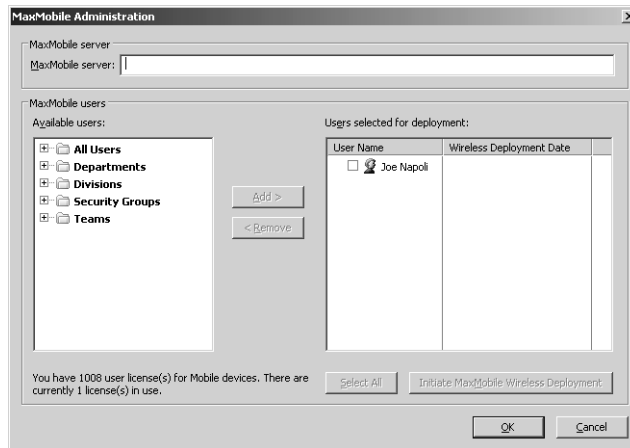 MaxMobile Administration
MaxMobile server
MaxMobile server:
MaxMobile users
Available users:
Users selected for deployment:
All Users
Departments
Divisions
Security Groups
Teams
Add >
< Remove
User Name
Wireless Deployment Date
Joe Napoli
You have 1008 user license(s) for Mobile devices. There are
currently 1 license(s) in use.
Select All
Initiate MaxMobile Wireless Deployment
OK
Cancel